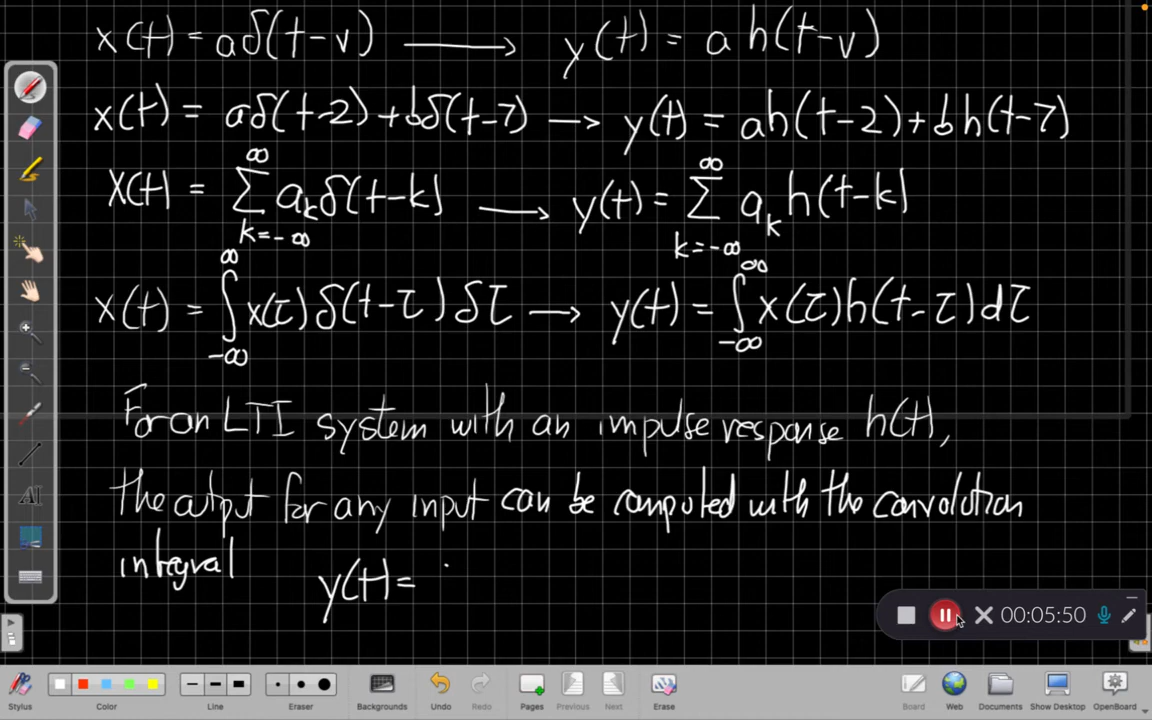 x(t) = aδ(t-v) → y(t) = a h(t-v)
x(t) = aδ(t-2) + bδ(t-7) → y(t) = ah(t-2) + bh(t-7)
x(t) = ∑_{k=-∞}^{∞} a_k δ(t-k) → y(t) = ∑_{k=-∞}^{∞} a_k h(t-k)
x(t) = ∫_{-∞}^{∞} x(τ) δ(t-τ) δτ → y(t) = ∫_{-∞}^{∞} x(τ)h(t-τ)dτ
For an LTI system with an impulse response h(t),
the output for any input can be computed with the convolution
integral y(t) =
00:05:50
Stylus Color Line Eraser Backgrounds Undo Redo Pages Previous Next Erase Board Web Documents Show Desktop OpenBoard